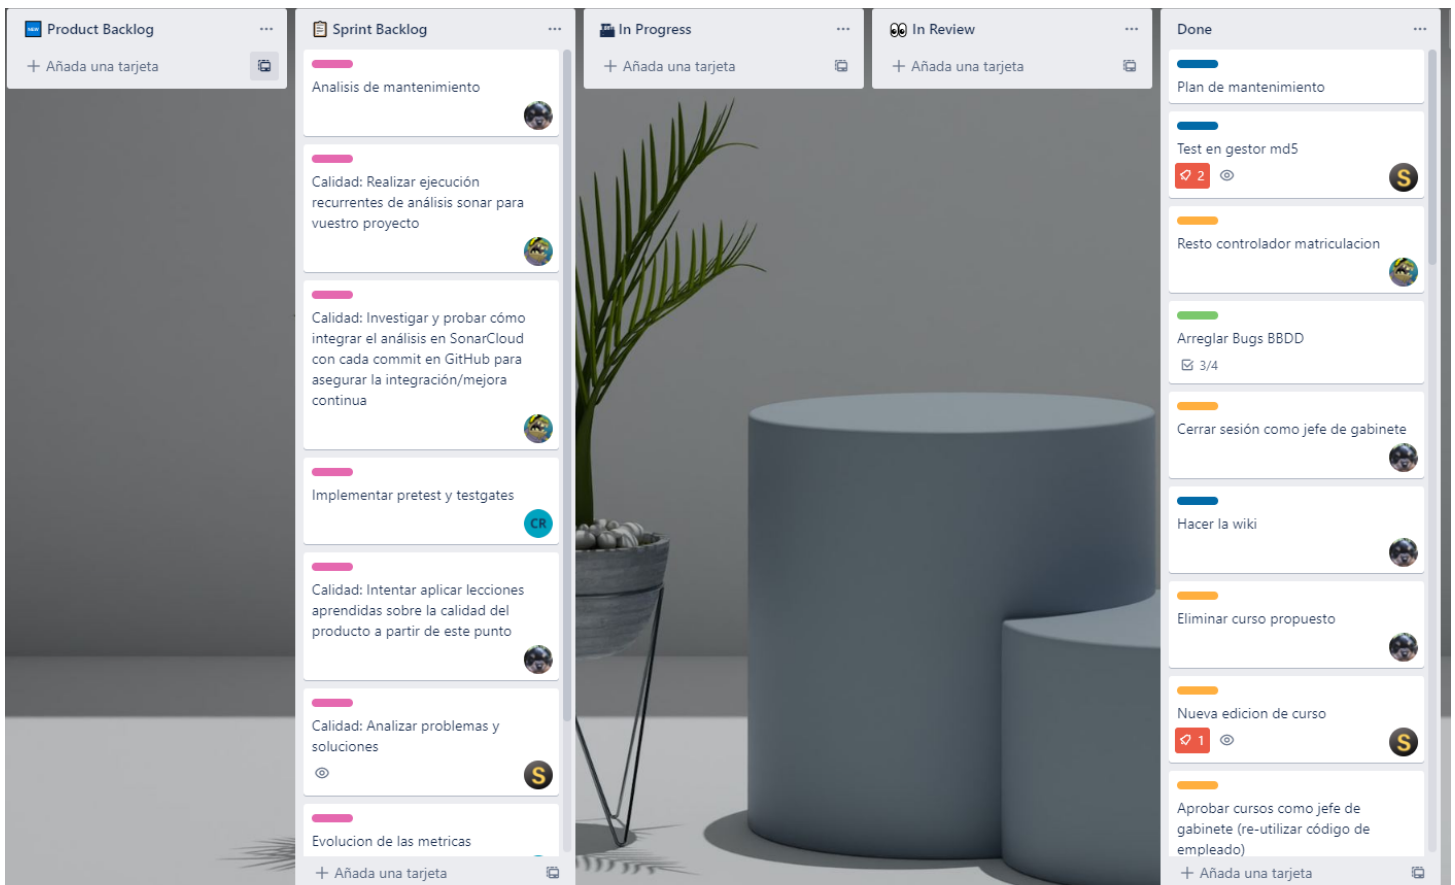 NEW Product Backlog
Añada una tarjeta
Sprint Backlog
Analisis de mantenimiento
Calidad: Realizar ejecución
recurrentes de análisis sonar para
vuestro proyecto
Calidad: Investigar y probar cómo
integrar el análisis en SonarCloud
con cada commit en GitHub para
asegurar la integración/mejora
continua
Implementar pretest y testgates
CR
Calidad: Intentar aplicar lecciones
aprendidas sobre la calidad del
producto a partir de este punto
Calidad: Analizar problemas y
soluciones
S
Evolucion de las metricas
Añada una tarjeta
In Progress
Añada una tarjeta
In Review
Añada una tarjeta
Done
Plan de mantenimiento
Test en gestor md5
2
S
Resto controlador matriculacion
Arreglar Bugs BBDD
3/4
Cerrar sesión como jefe de gabinete
Hacer la wiki
Eliminar curso propuesto
Nueva edicion de curso
1
S
Aprobar cursos como jefe de
gabinete (re-utilizar código de
empleado)
Añada una tarjeta